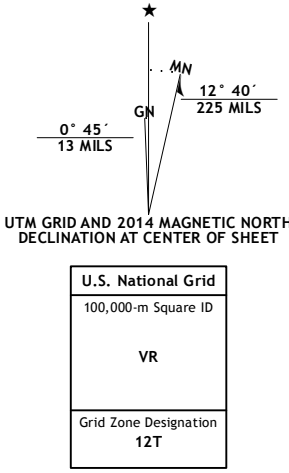 ★
MN
12° 40´
225 MILS
GN
0° 45´
13 MILS
UTM GRID AND 2014 MAGNETIC NORTH
DECLINATION AT CENTER OF SHEET
U.S. National Grid
100,000-m Square ID
VR
Grid Zone Designation
12T